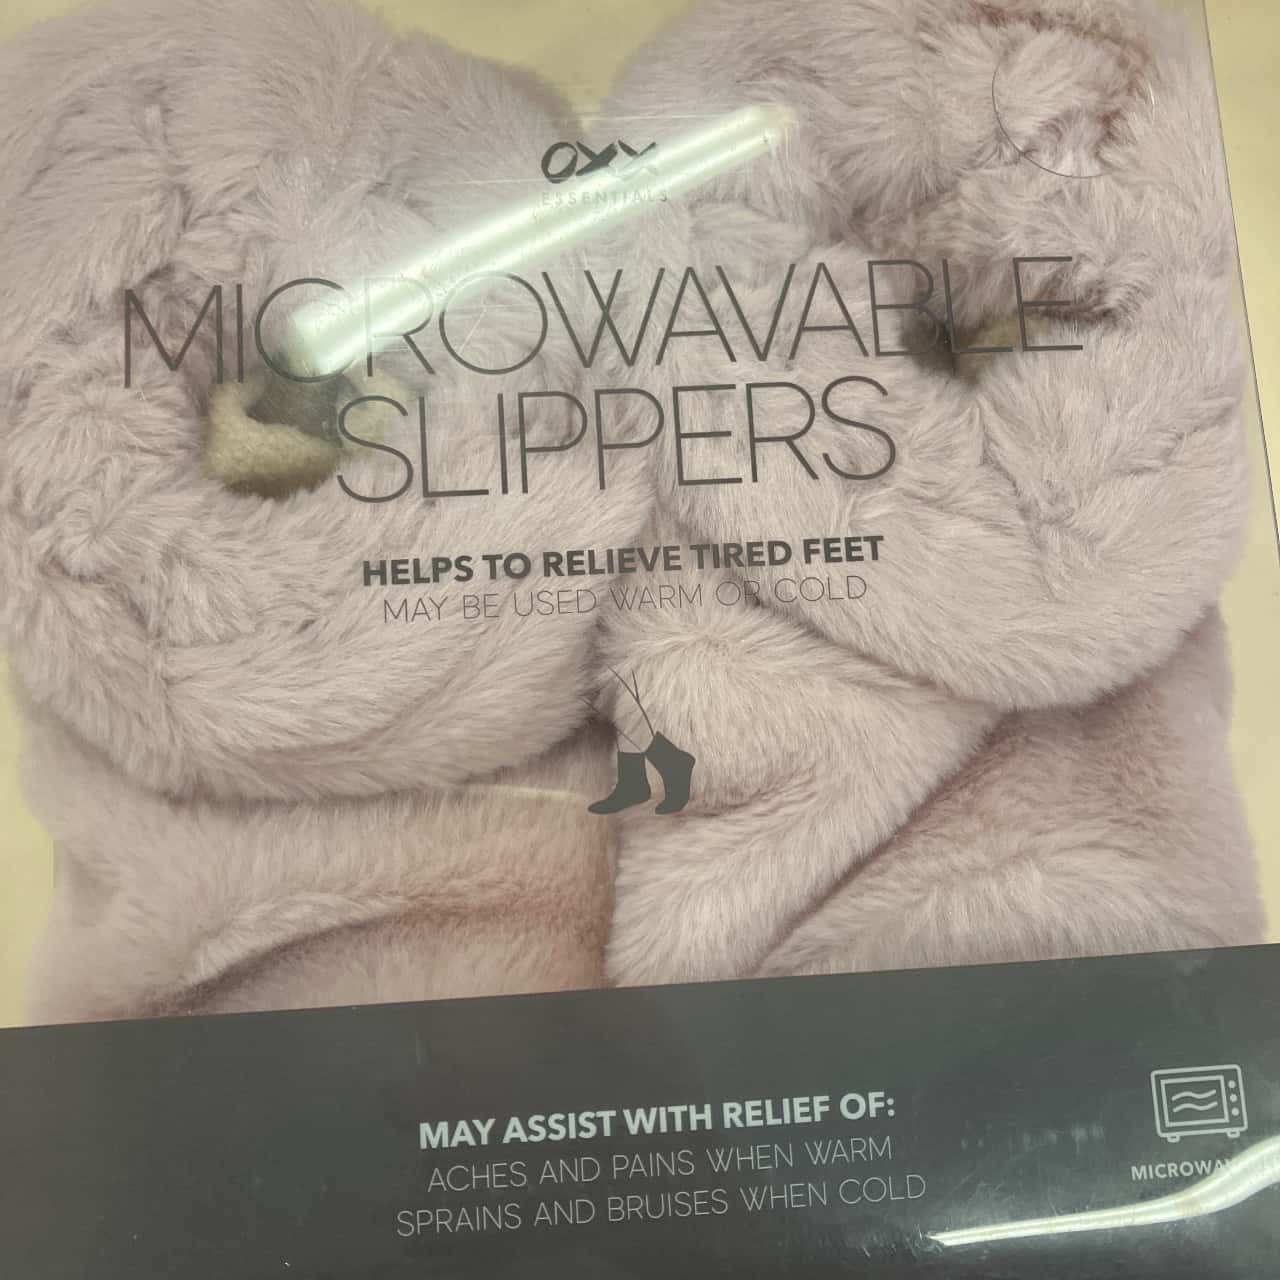 OXX
ESSENTIALS
MICROWAVABLE
SLIPPERS
HELPS TO RELIEVE TIRED FEET
MAY BE USED WARM OR COLD
MAY ASSIST WITH RELIEF OF:
ACHES AND PAINS WHEN WARM
SPRAINS AND BRUISES WHEN COLD